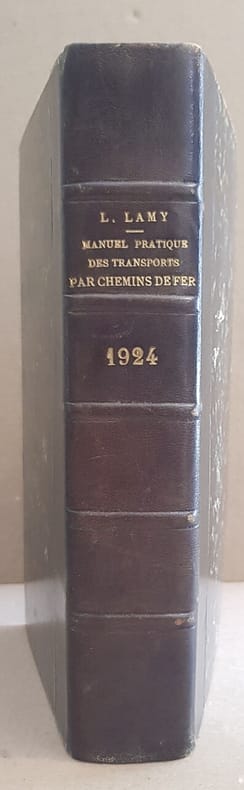 L. LAMY
MANUEL PRATIQUE
DES TRANSPORTS
PAR CHEMINS DE FER
1924